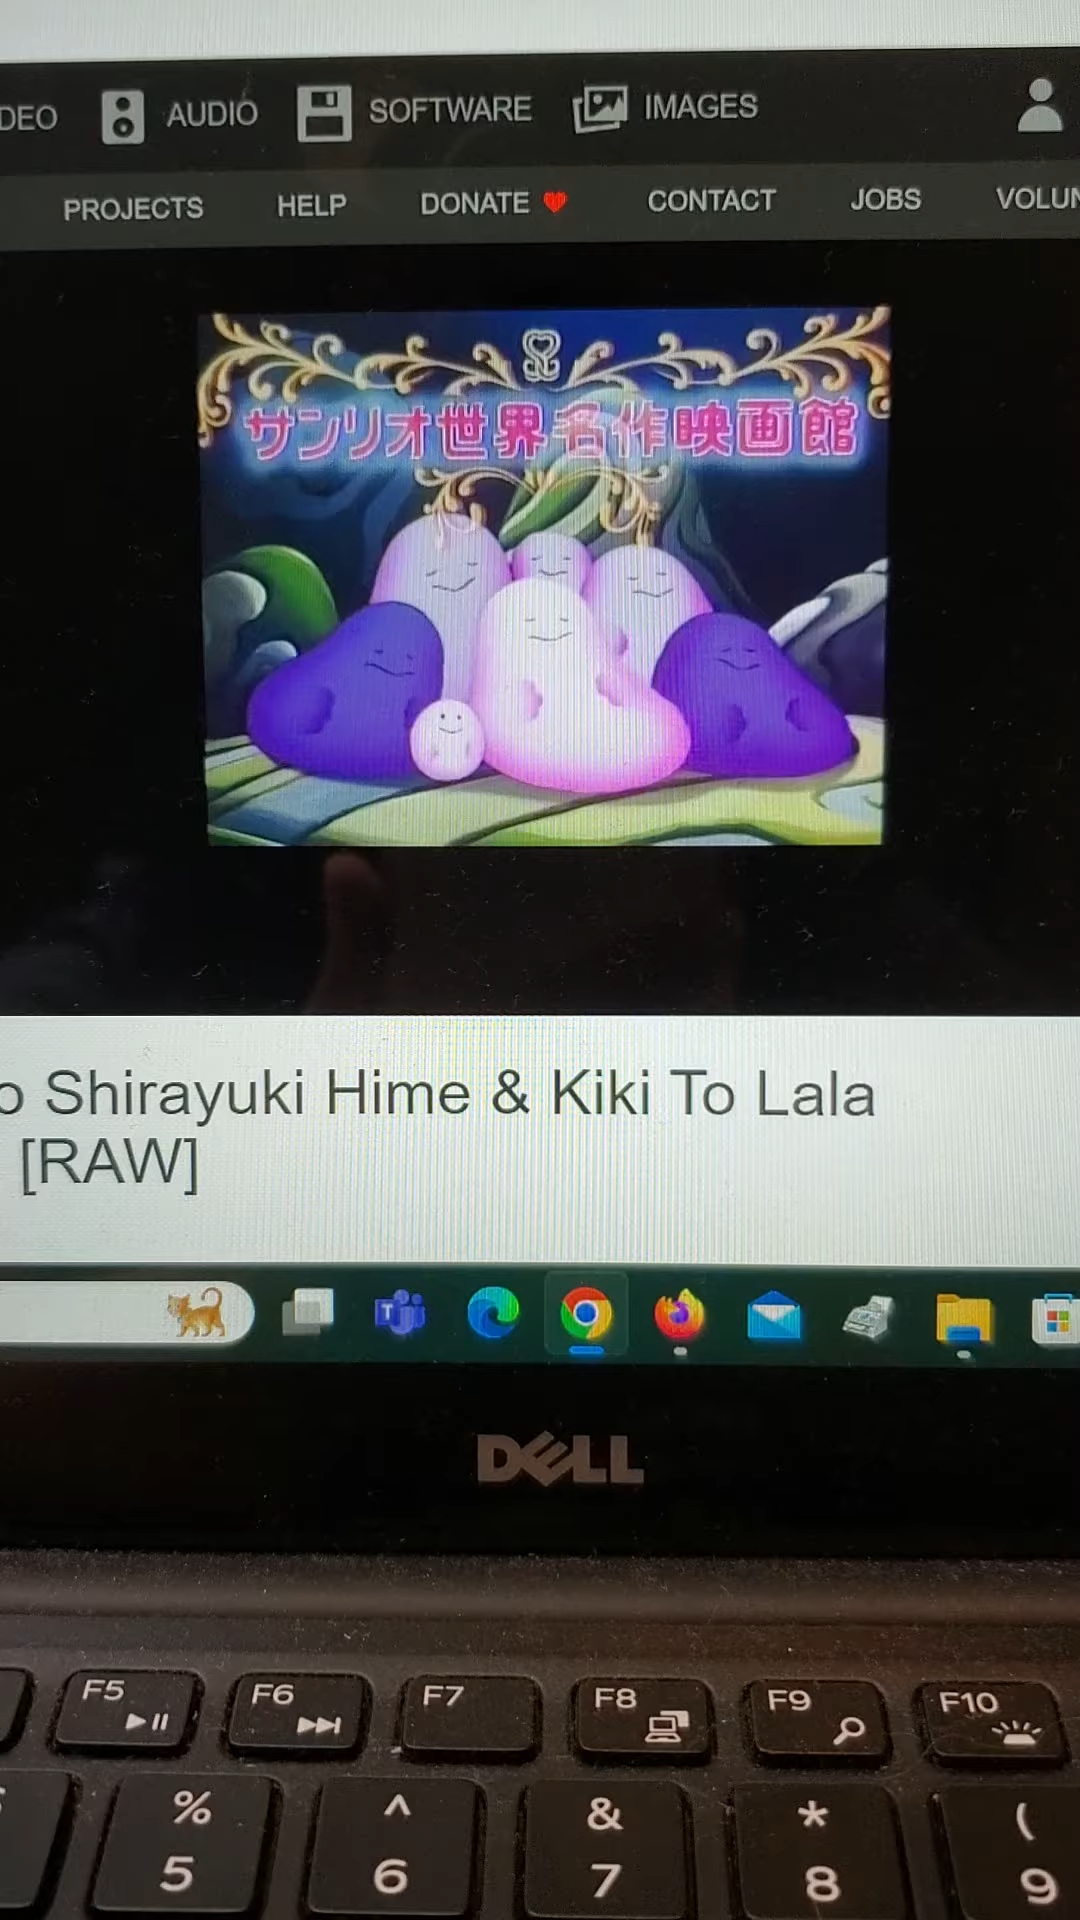 AUDIO SOFTWARE IMAGES
PROJECTS HELP DONATE CONTACT JOBS
サンリオ世界名作映画館
Shirayuki Hime & Kiki To Lala
[RAW]
DELL
F5 F6 F7 F8 F9 F10
% ^ & * (
5 6 7 8 9